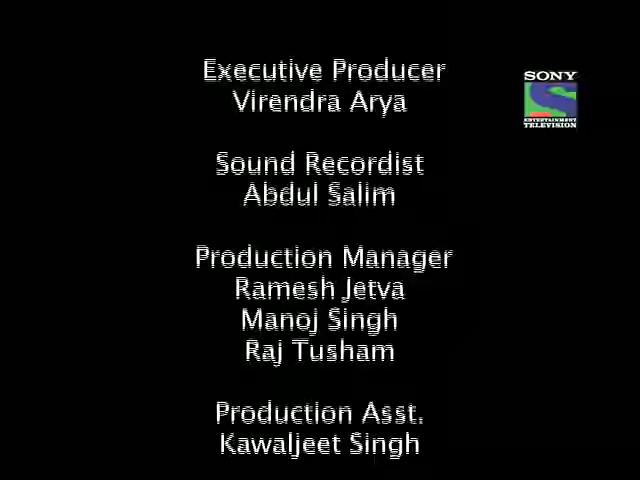 Executive Producer
Virendra Arya
SONY
ENTERTAINMENT
TELEVISION
Sound Recordist
Abdul Salim
Production Manager
Ramesh Jetva
Manoj Singh
Raj Tusham
Production Asst.
Kawaljeet Singh